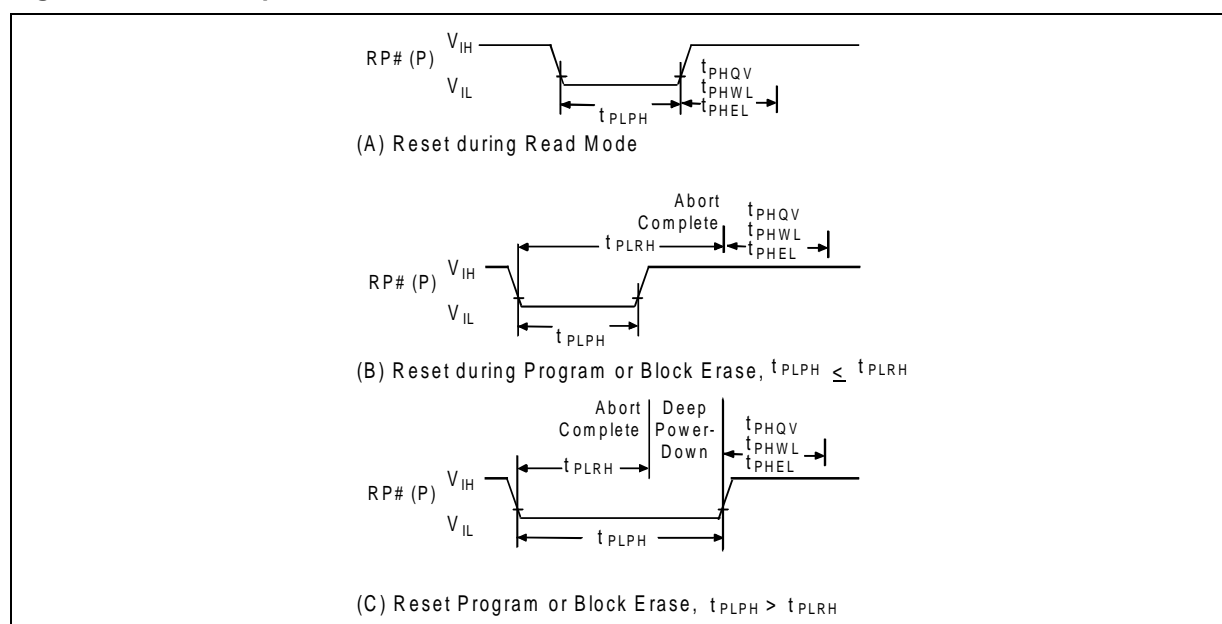 RP# (P)
V IH
V IL
t PLPH
t PHQV
t PHWL
t PHEL
(A) Reset during Read Mode
Abort
Complete
t PLRH
t PHQV
t PHWL
t PHEL
RP# (P)
V IH
V IL
t PLPH
(B) Reset during Program or Block Erase, t PLPH ≤ t PLRH
Abort
Complete
Deep
Power-
Down
t PLRH
t PHQV
t PHWL
t PHEL
RP# (P)
V IH
V IL
t PLPH
(C) Reset Program or Block Erase, t PLPH > t PLRH